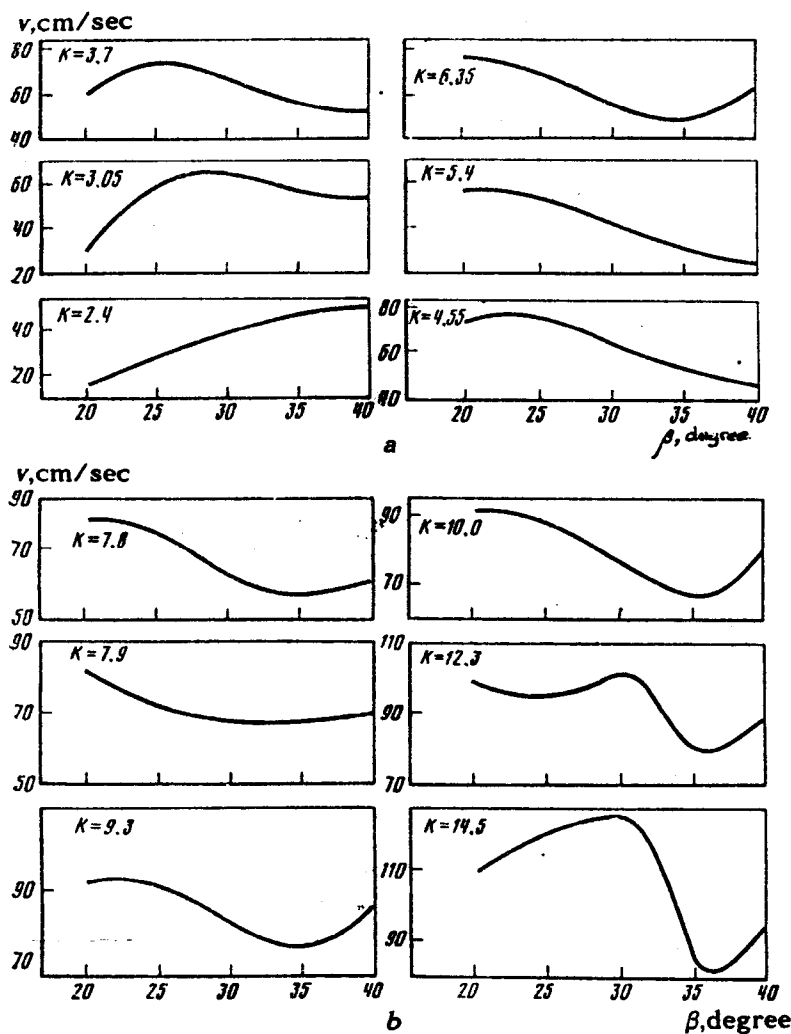 v,cm/sec
80
60
40
K=3.7
K=6.35
60
40
20
K=3.05
K=5.4
40
20
K=2.4
80
60
40
K=4.55
20 25 30 35 40
20 25 30 35 40
a
β, degree
v,cm/sec
90
70
50
K=7.8
90
70
K=10.0
90
70
50
K=7.9
110
90
70
K=12.3
90
70
K=9.3
110
90
K=14.5
20 25 30 35 40
20 25 30 35 40
b
β,degree